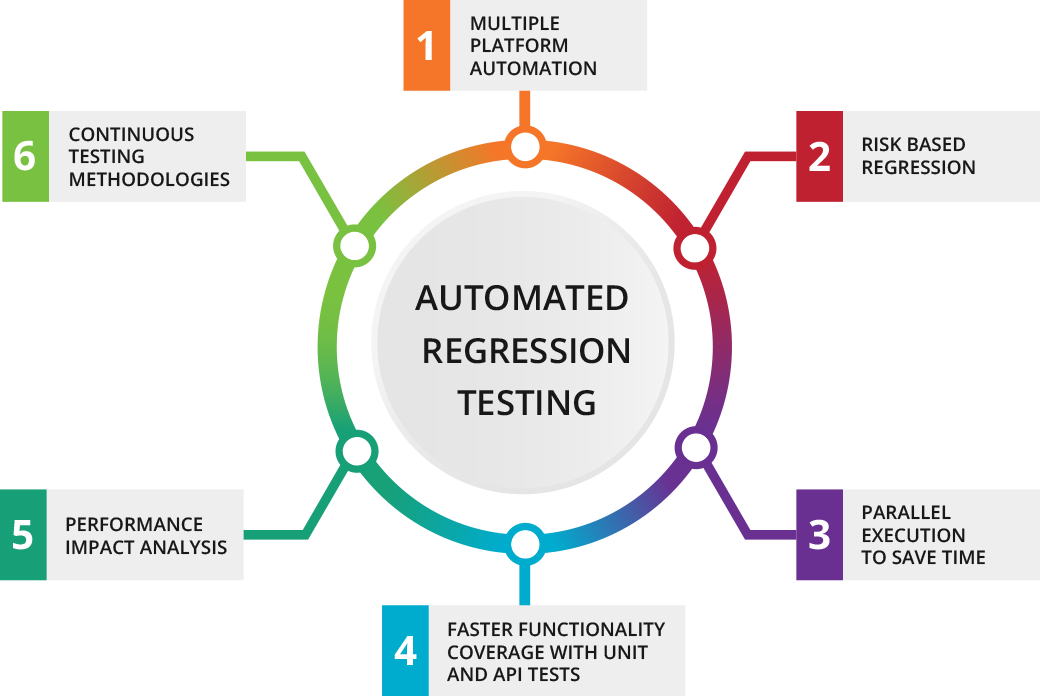 1
MULTIPLE
PLATFORM
AUTOMATION
2
RISK BASED
REGRESSION
3
PARALLEL
EXECUTION
TO SAVE TIME
4
FASTER FUNCTIONALITY
COVERAGE WITH UNIT
AND API TESTS
5
PERFORMANCE
IMPACT ANALYSIS
6
CONTINUOUS
TESTING
METHODOLOGIES
AUTOMATED
REGRESSION
TESTING